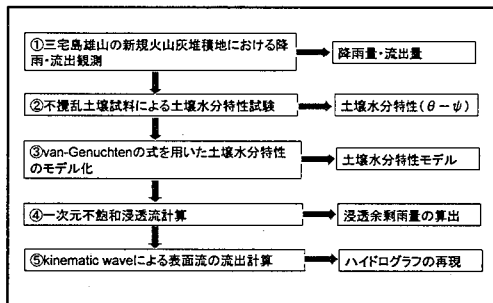 ①三宅島雄山の新規火山灰堆積地における降
雨・流出観測
降雨量・流出量
②不攪乱土壌試料による土壌水分特性試験
土壌水分特性(θ－ψ)
③van-Genuchtenの式を用いた土壌水分特性
のモデル化
土壌水分特性モデル
④一次元不飽和浸透流計算
浸透余剰雨量の算出
⑤kinematic waveによる表面流の流出計算
ハイドログラフの再現